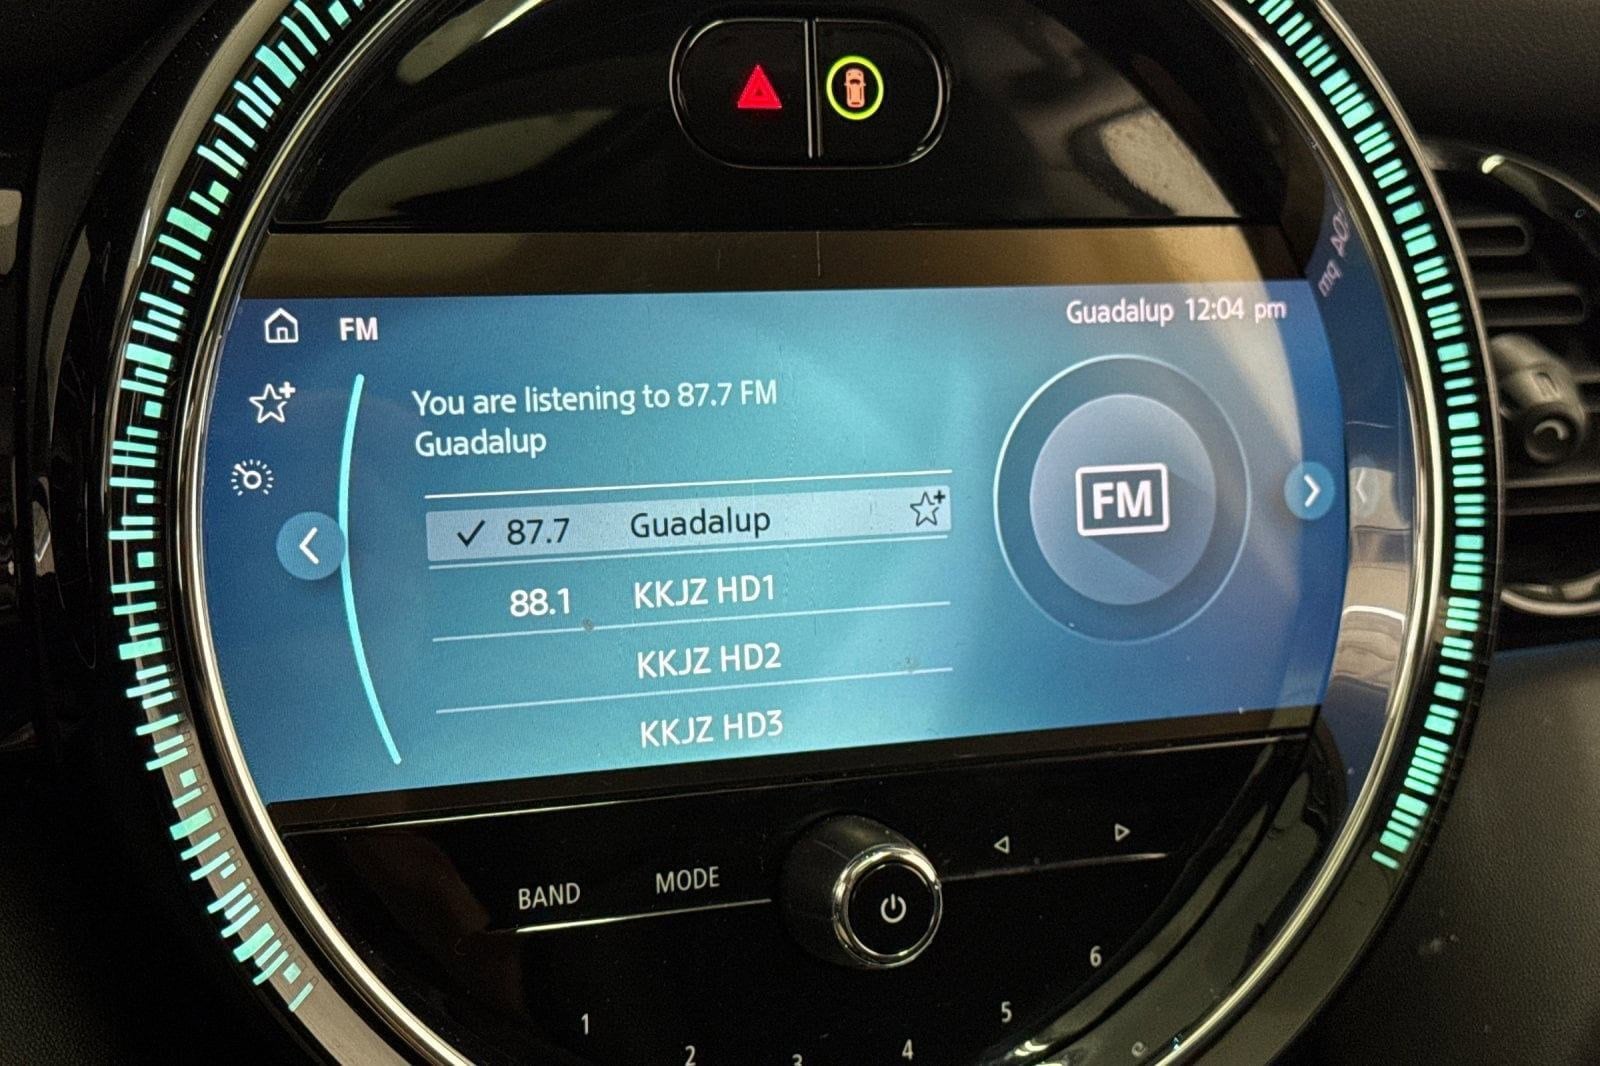 FM
Guadalup 12:04 pm
You are listening to 87.7 FM
Guadalup
87.7 Guadalup
FM
88.1 KKJZ HD1
KKJZ HD2
KKJZ HD3
BAND MODE
1 2 3 4 5 6